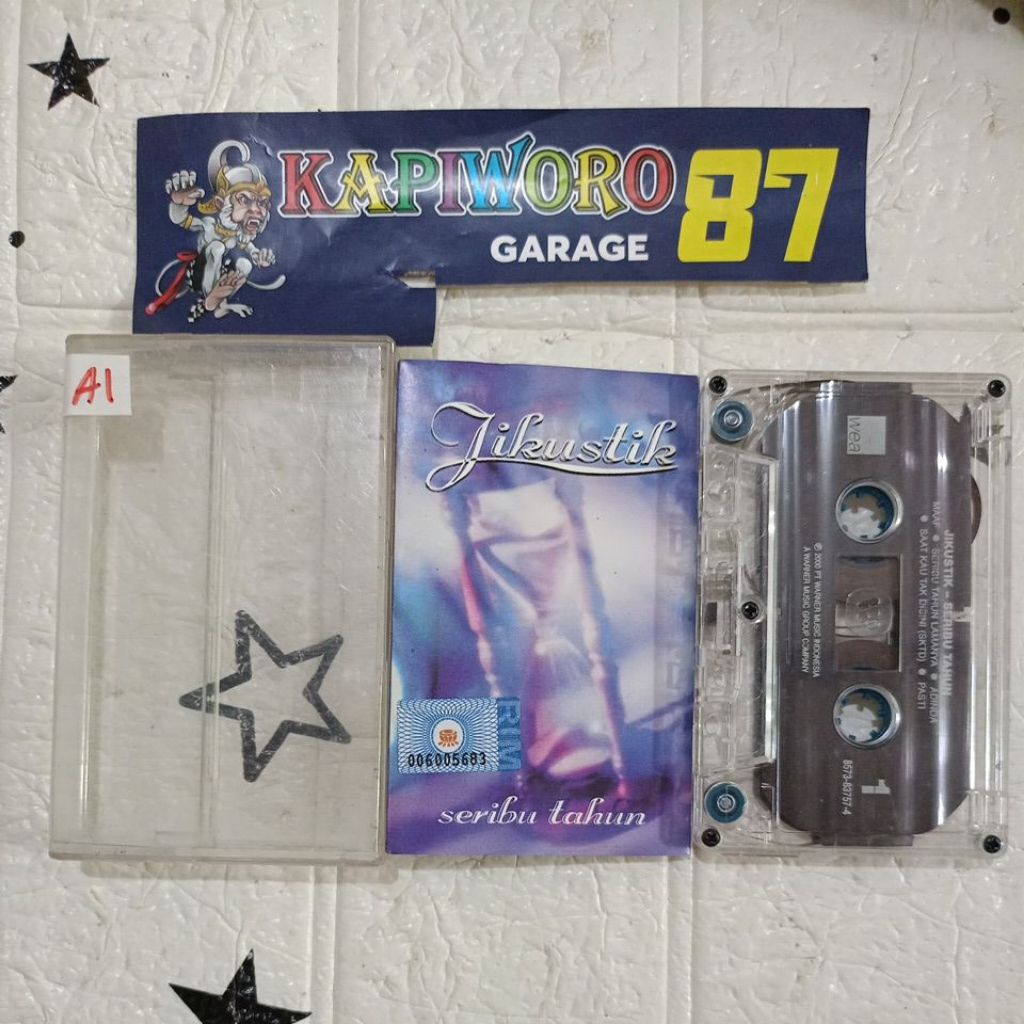 KAPIWORO 87
GARAGE
A1
Jikustik
006005683
seribu tahun
wea
JIKUSTIK - SERIBU TAHUN
MAAF ● SERIBU TAHUN LAMANYA ● ADINDA
● SAAT KAU TAK DISINI (SKTD) ● PASTI
℗ 2000 PT WARNER MUSIC INDONESIA
A WARNER MUSIC GROUP COMPANY
1
8573-83757-4